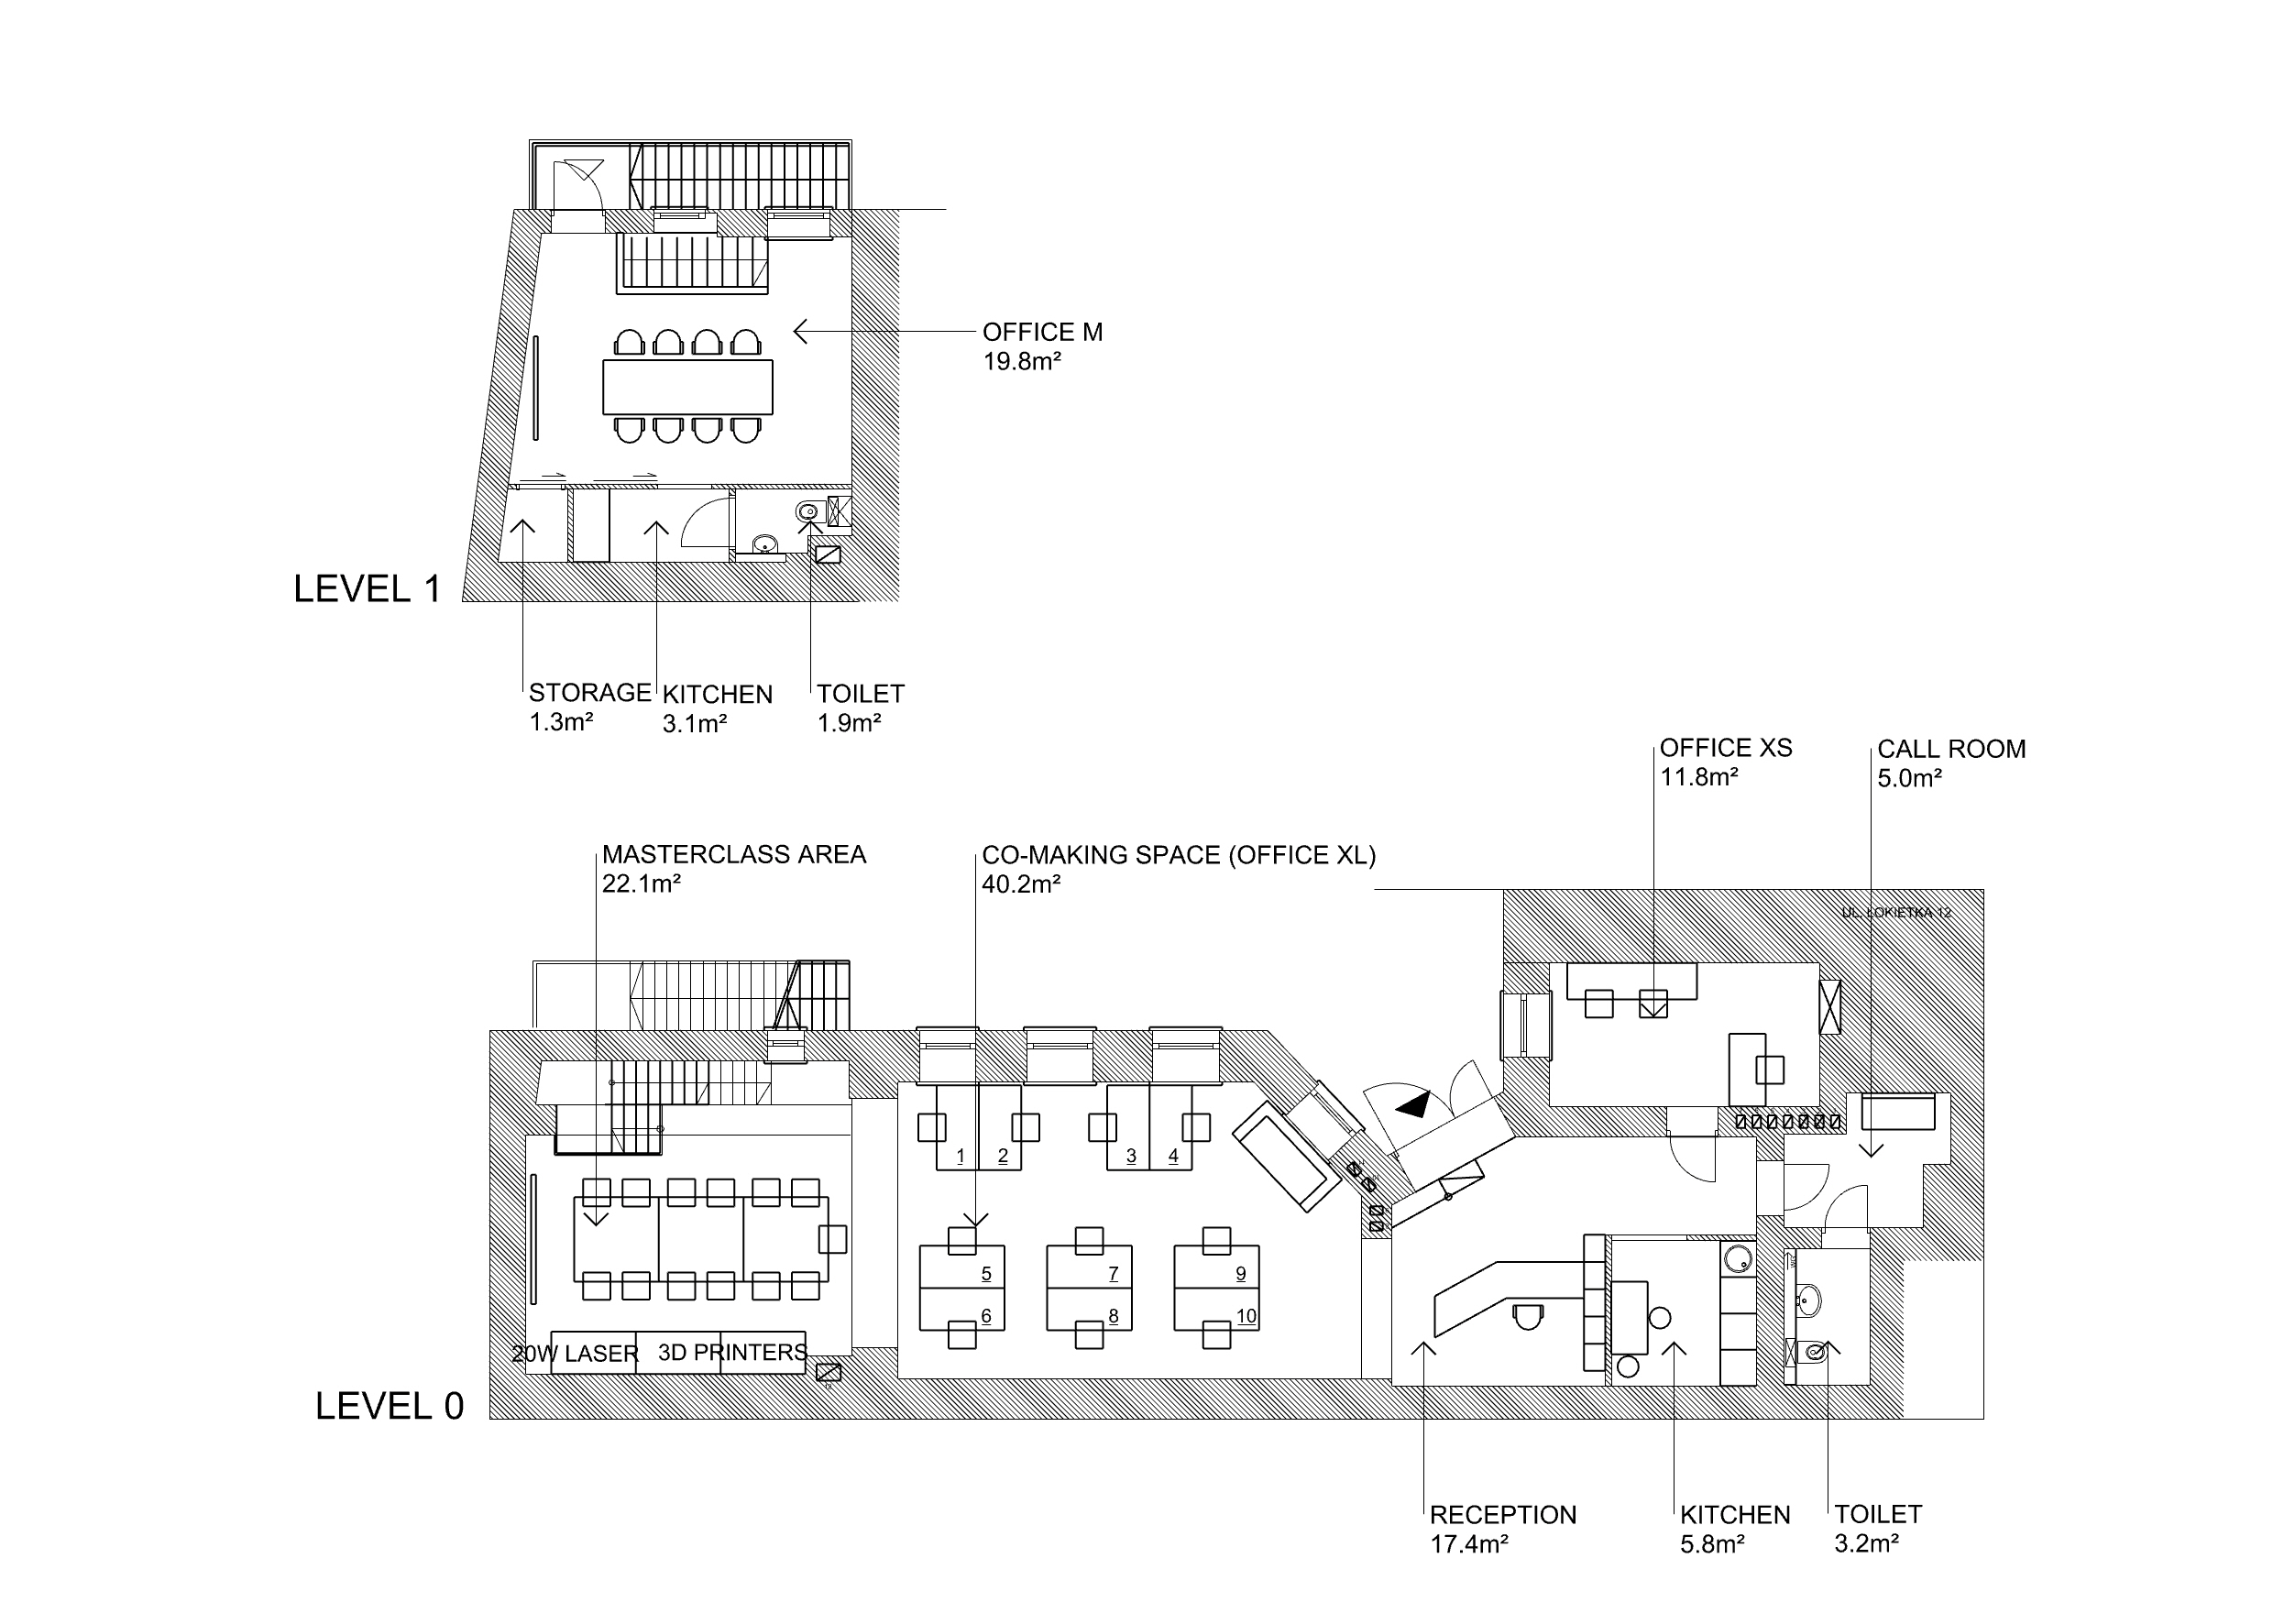 OFFICE M
19.8m²
LEVEL 1
STORAGE
1.3m²
KITCHEN
3.1m²
TOILET
1.9m²
OFFICE XS
11.8m²
CALL ROOM
5.0m²
MASTERCLASS AREA
22.1m²
CO-MAKING SPACE (OFFICE XL)
40.2m²
UL. ŁOKIETKA 12
1 2 3 4
5 7 9
6 8 10
20W LASER 3D PRINTERS
LEVEL 0
RECEPTION
17.4m²
KITCHEN
5.8m²
TOILET
3.2m²